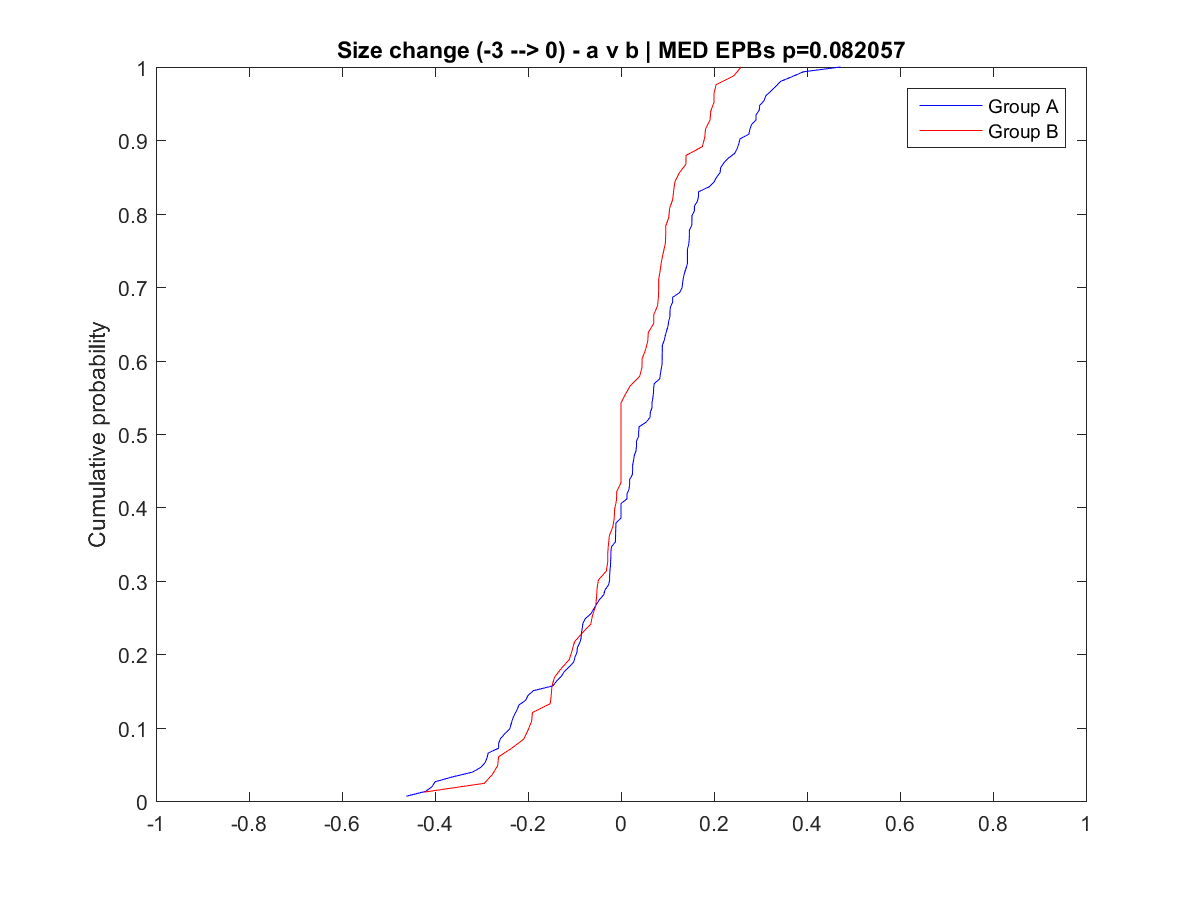 Size change (-3 --> 0) - a v b | MED EPBs p=0.082057
Group A
Group B
Cumulative probability
1
0.9
0.8
0.7
0.6
0.5
0.4
0.3
0.2
0.1
0
-1 -0.8 -0.6 -0.4 -0.2 0 0.2 0.4 0.6 0.8 1